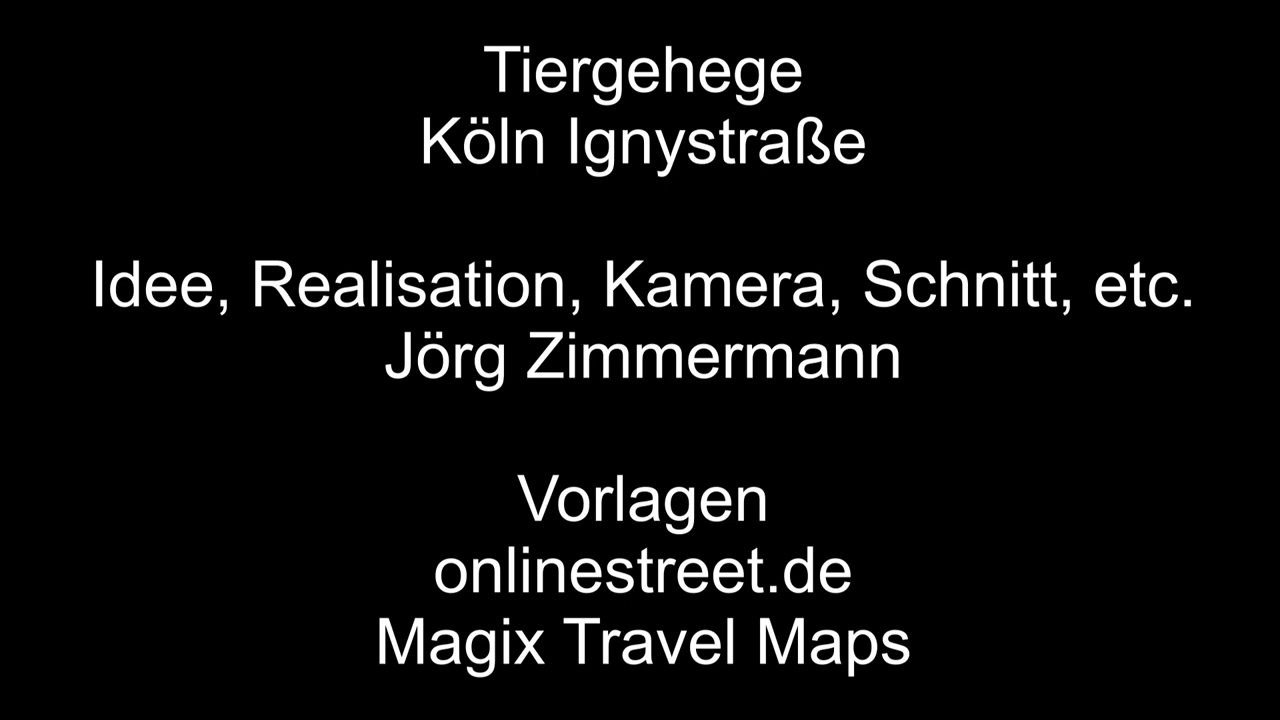 Tiergehege
Köln Ignystraße
Idee, Realisation, Kamera, Schnitt, etc.
Jörg Zimmermann
Vorlagen
onlinestreet.de
Magix Travel Maps